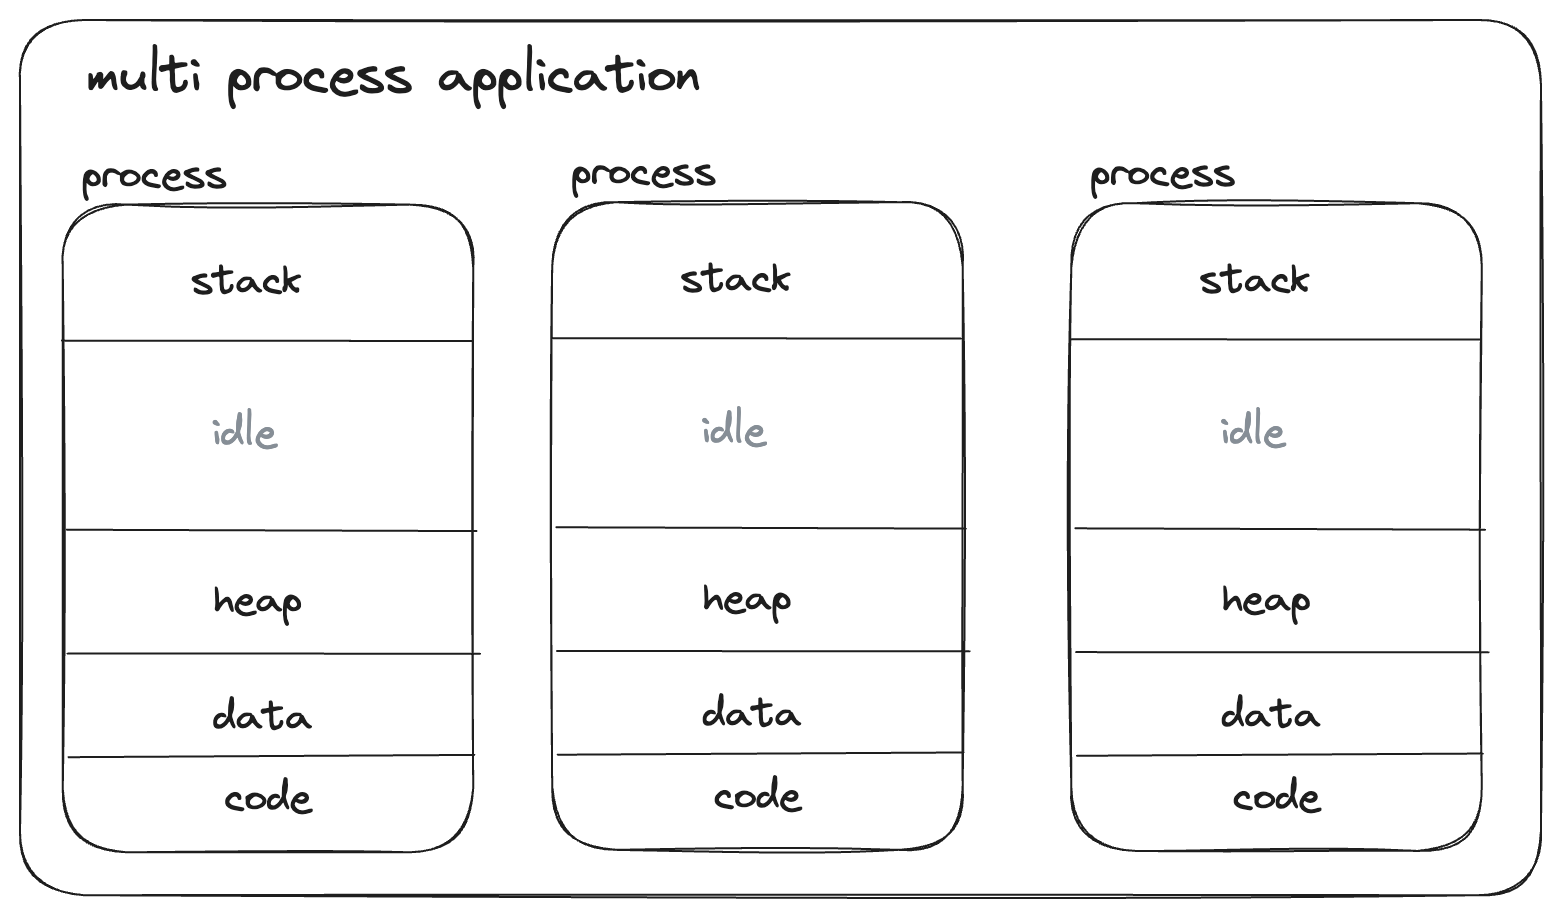 multi process application
process
process
process
stack
stack
stack
idle
idle
idle
heap
heap
heap
data
data
data
code
code
code